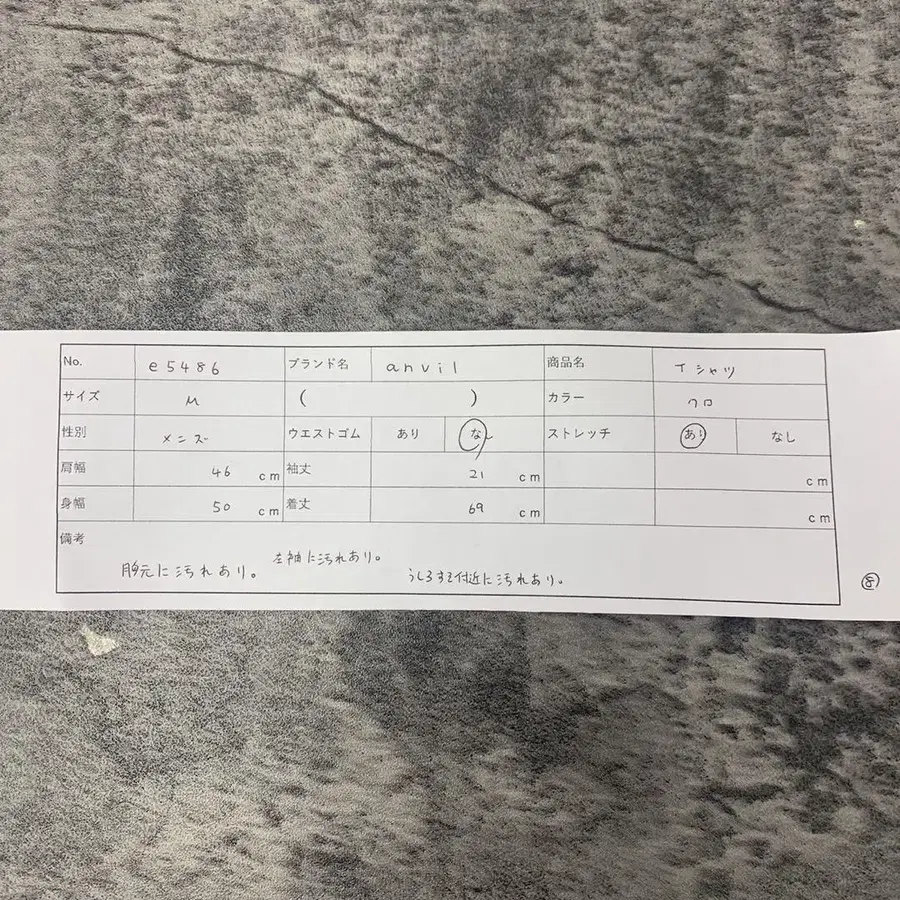 No. e5486 ブランド名 anvil 商品名 Tシャツ
サイズ M ( ) カラー クロ
性別 メンズ ウエストゴム あり なし ストレッチ あり なし
肩幅 46 cm 袖丈 21 cm cm
身幅 50 cm 着丈 69 cm cm
備考
左袖に汚れあり。
胸元に汚れあり。 うしろすそ付近に汚れあり。
⑧